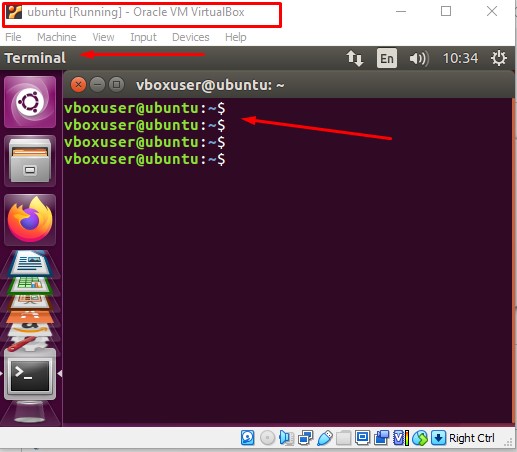 ubuntu [Running] - Oracle VM VirtualBox
File Machine View Input Devices Help
Terminal En 10:34
vboxuser@ubuntu: ~
vboxuser@ubuntu:~$
vboxuser@ubuntu:~$
vboxuser@ubuntu:~$
vboxuser@ubuntu:~$
>_
Right Ctrl